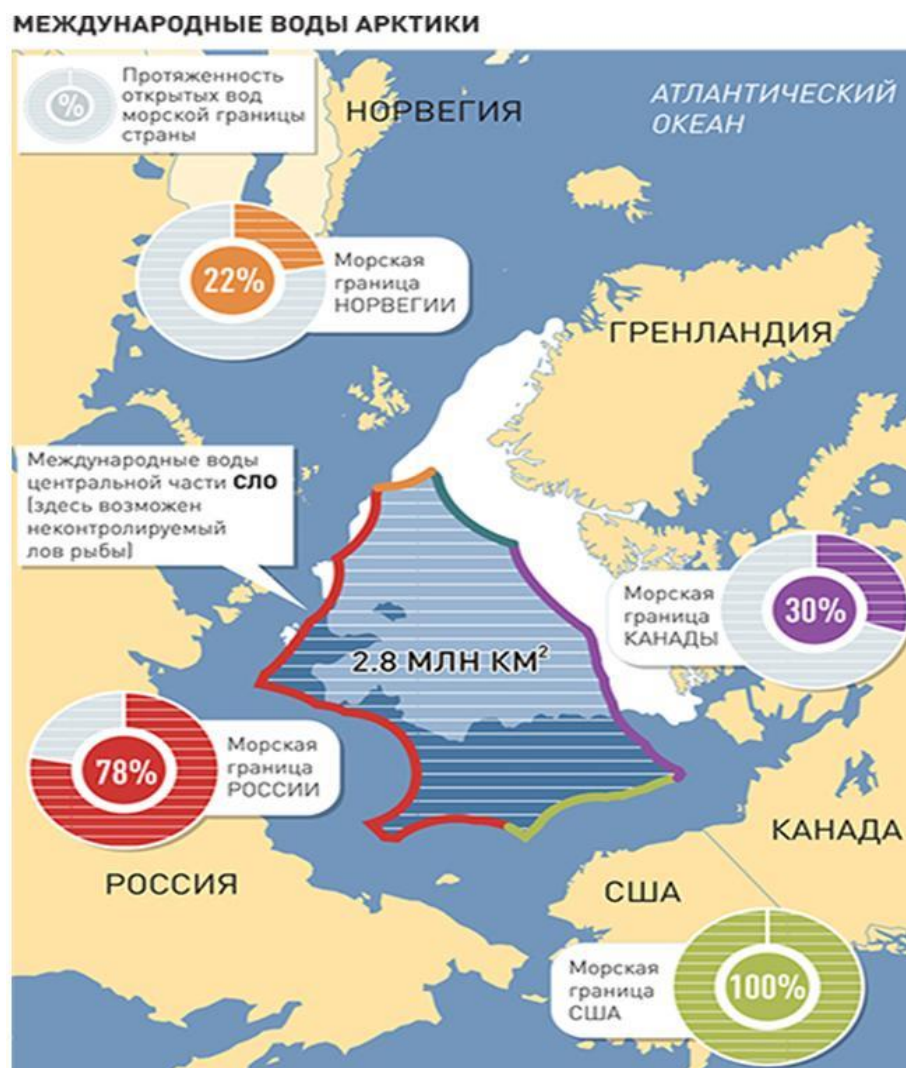 МЕЖДУНАРОДНЫЕ ВОДЫ АРКТИКИ
%
Протяженность
открытых вод
морской границы
страны
НОРВЕГИЯ
АТЛАНТИЧЕСКИЙ
ОКЕАН
22%
Морская
граница
НОРВЕГИИ
ГРЕНЛАНДИЯ
Международные воды
центральной части СЛО
(здесь возможен
неконтролируемый
лов рыбы)
Морская
граница
КАНАДЫ
30%
2.8 МЛН КМ²
78%
Морская
граница
РОССИИ
КАНАДА
РОССИЯ
США
Морская
граница
США
100%